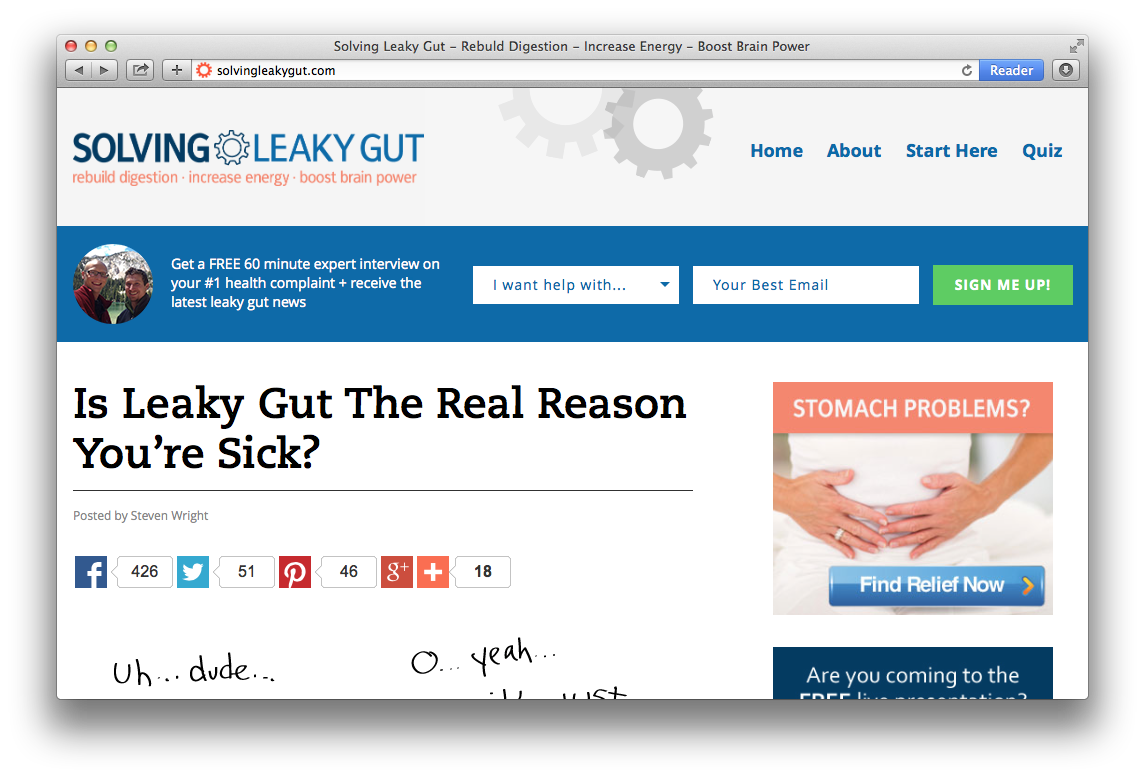 Solving Leaky Gut – Rebuld Digestion – Increase Energy – Boost Brain Power
solvingleakygut.com
Reader
SOLVING LEAKY GUT
rebuild digestion · increase energy · boost brain power
Home About Start Here Quiz
Get a FREE 60 minute expert interview on
your #1 health complaint + receive the
latest leaky gut news
I want help with...
Your Best Email
SIGN ME UP!
Is Leaky Gut The Real Reason
You’re Sick?
Posted by Steven Wright
426 51 46 g+ 18
Uh... dude...
O... yeah...
STOMACH PROBLEMS?
Find Relief Now
Are you coming to the
FREE live presentation?